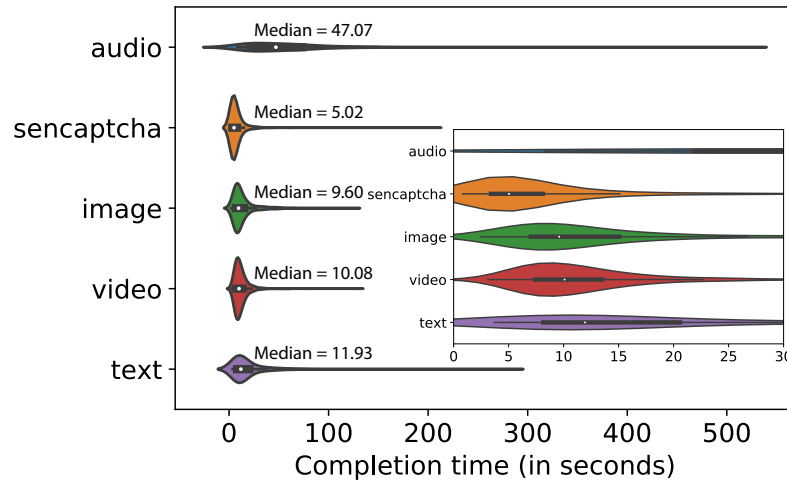 audio
Median = 47.07
sencaptcha
Median = 5.02
image
Median = 9.60
video
Median = 10.08
text
Median = 11.93
audio
sencaptcha
image
video
text
0 5 10 15 20 25 30
0 100 200 300 400 500
Completion time (in seconds)